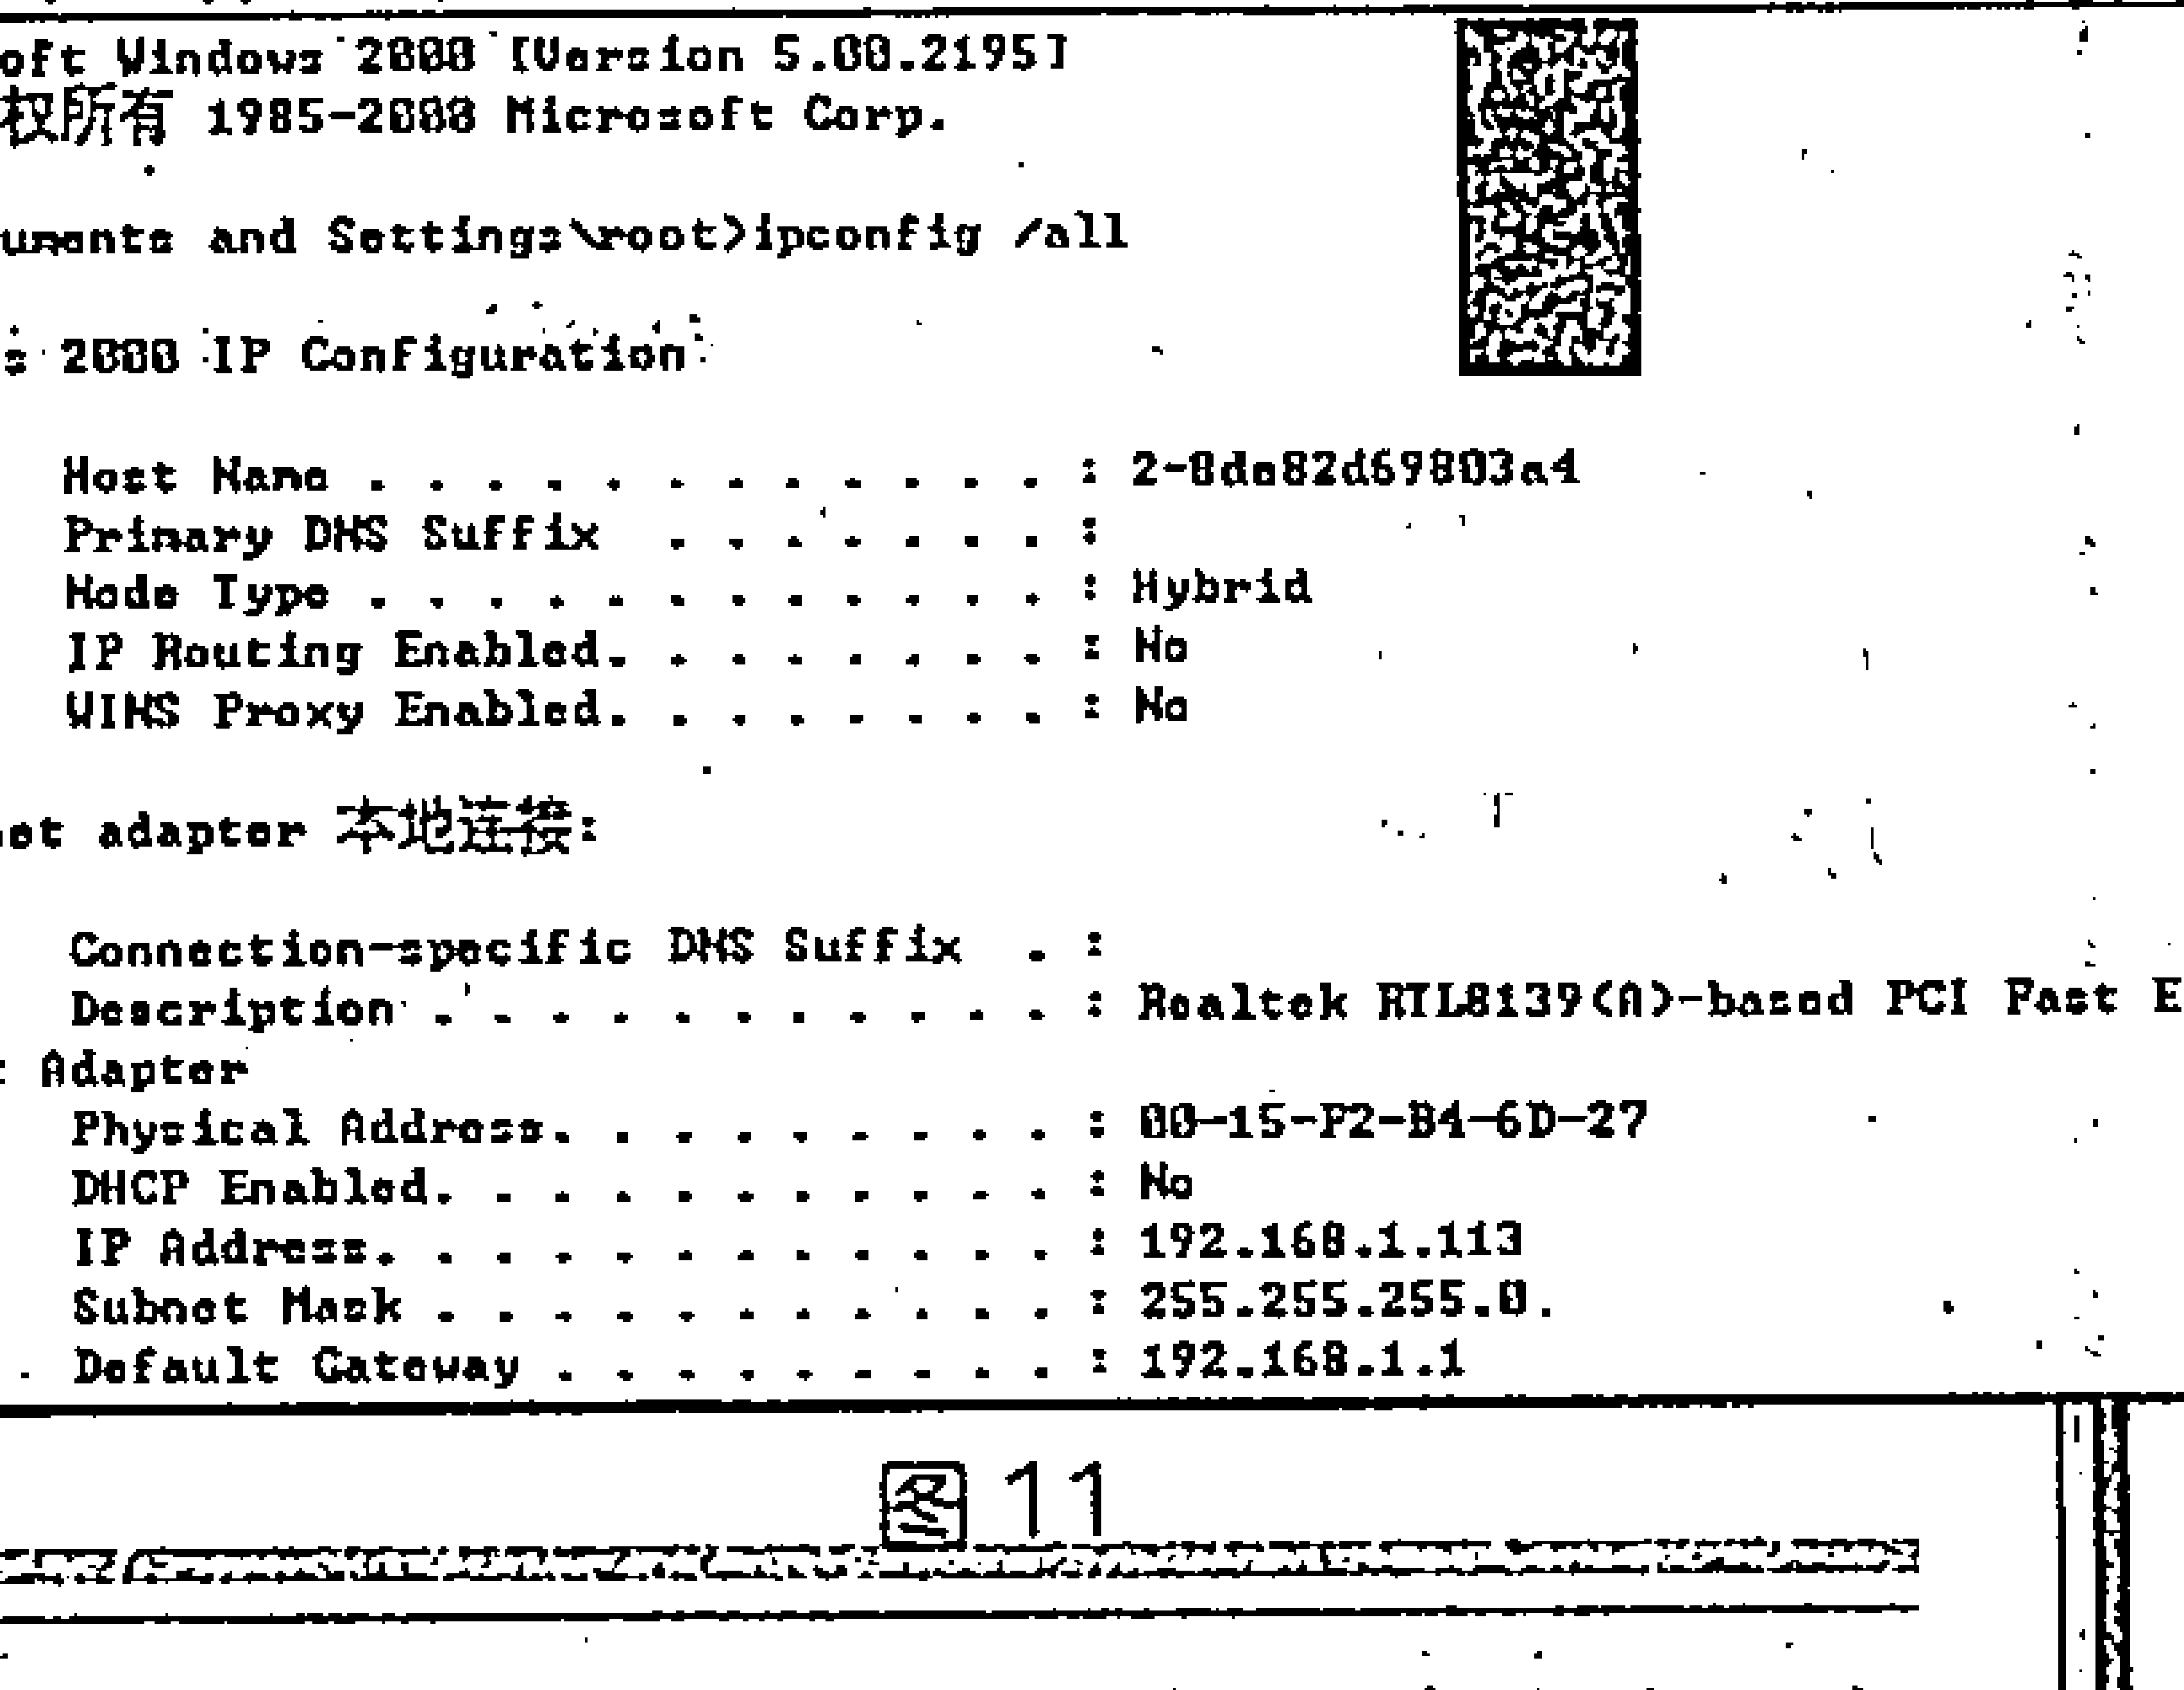 oft Windows 2000 [Version 5.00.2195]
权所有 1985-2000 Microsoft Corp.
uments and Settings\root>ipconfig /all
s 2000 IP Configuration
Host Name . . . . . . . . . . . . : 2-8de82d69803a4
Primary DNS Suffix . . . . . . . :
Node Type . . . . . . . . . . . . : Hybrid
IP Routing Enabled. . . . . . . . : No
WINS Proxy Enabled. . . . . . . . : No
et adapter 本地连接:
Connection-specific DNS Suffix . :
Description . . . . . . . . . . . : Realtek RTL8139(A)-based PCI Fast E
t Adapter
Physical Address. . . . . . . . . : 00-15-F2-B4-6D-27
DHCP Enabled. . . . . . . . . . . : No
IP Address. . . . . . . . . . . . : 192.168.1.113
Subnet Mask . . . . . . . . . . . : 255.255.255.0
Default Gateway . . . . . . . . . : 192.168.1.1
图 11